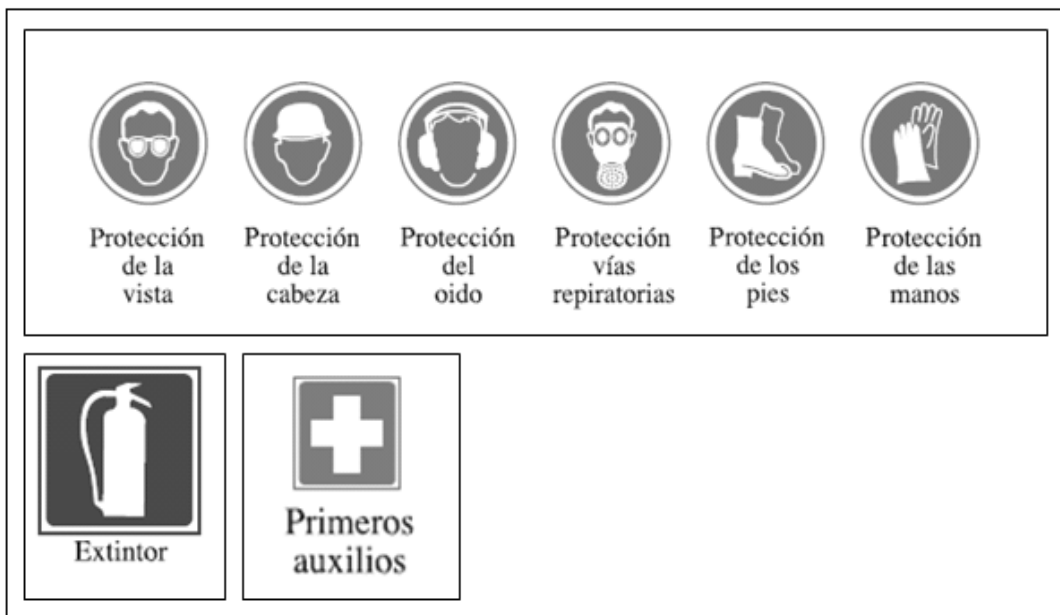 Protección
de la
vista
Protección
de la
cabeza
Protección
del
oido
Protección
vías
repiratorias
Protección
de los
pies
Protección
de las
manos
Extintor
Primeros
auxilios